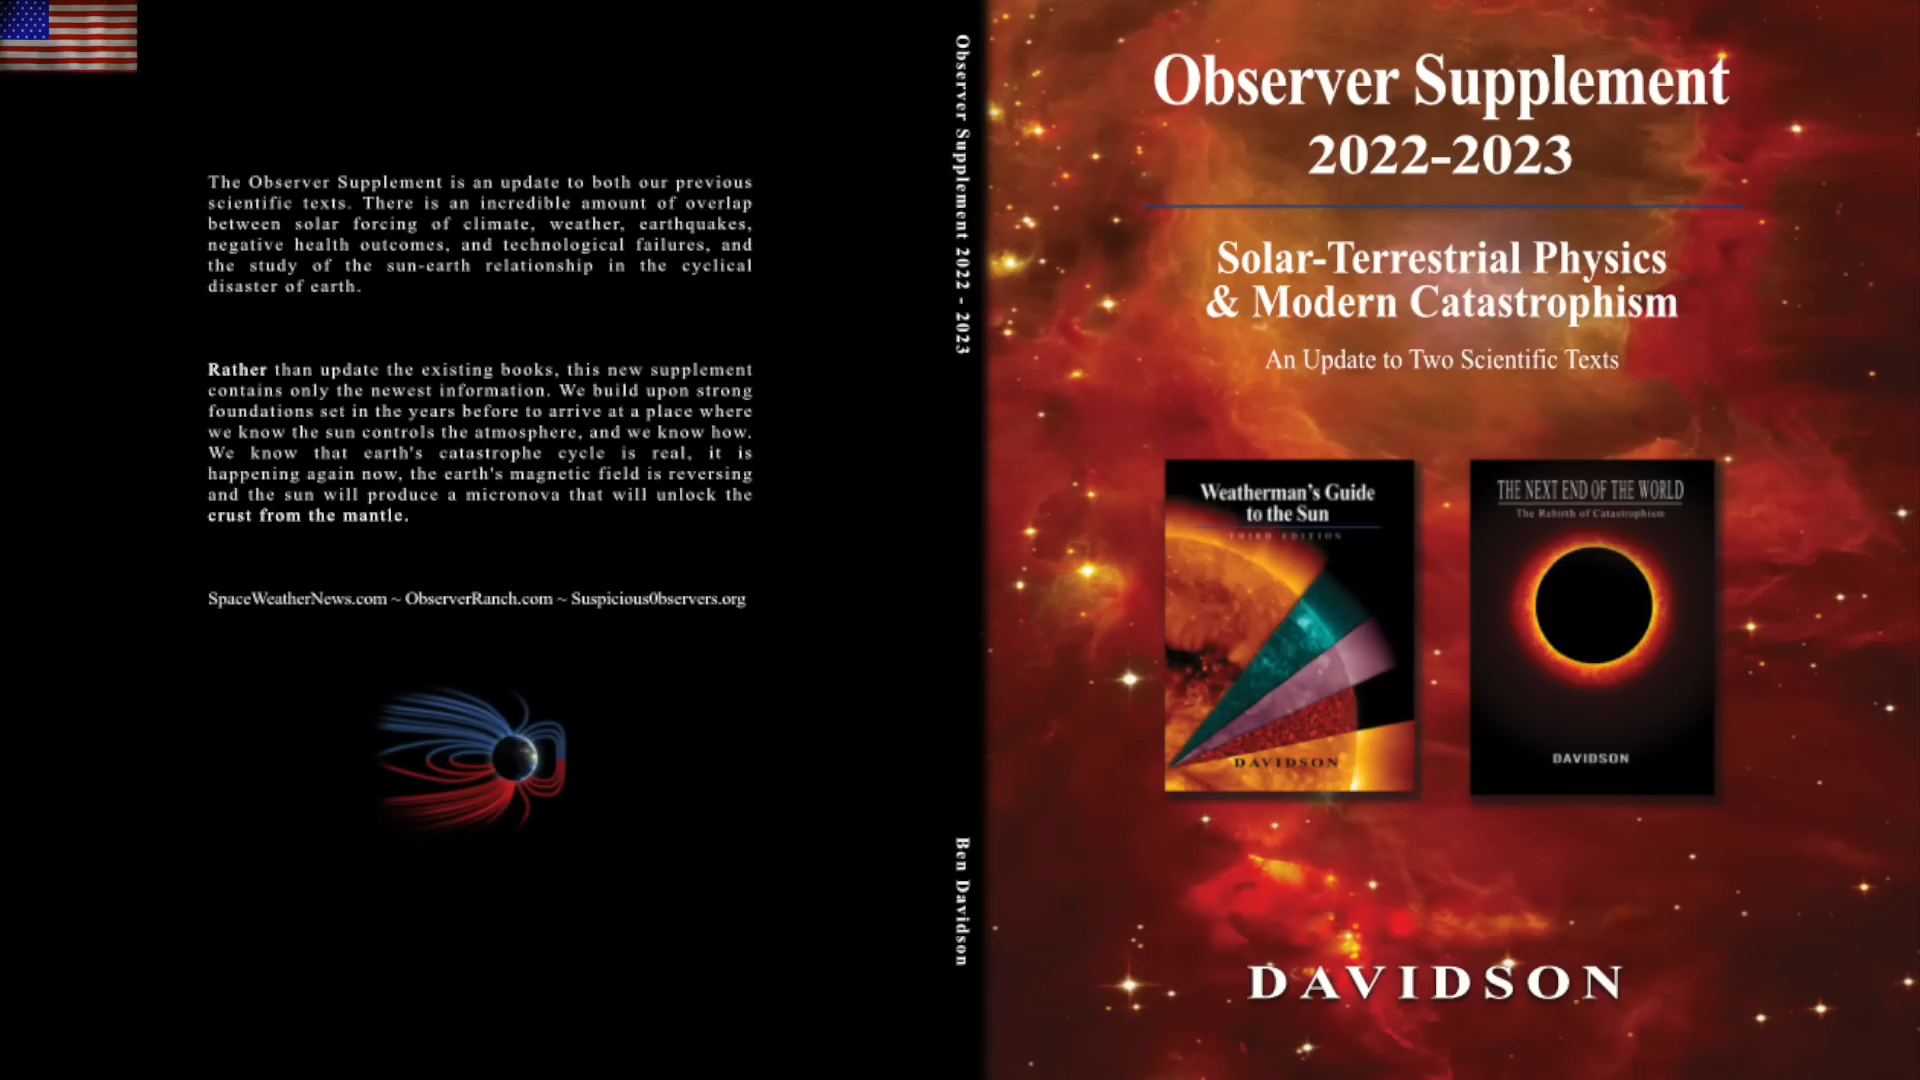 The Observer Supplement is an update to both our previous
scientific texts. There is an incredible amount of overlap
between solar forcing of climate, weather, earthquakes,
negative health outcomes, and technological failures, and
the study of the sun-earth relationship in the cyclical
disaster of earth.
Rather than update the existing books, this new supplement
contains only the newest information. We build upon strong
foundations set in the years before to arrive at a place where
we know the sun controls the atmosphere, and we know how.
We know that earth's catastrophe cycle is real, it is
happening again now, the earth's magnetic field is reversing
and the sun will produce a micronova that will unlock the
crust from the mantle.
SpaceWeatherNews.com ~ ObserverRanch.com ~ Suspicious0bservers.org
Observer Supplement 2022 - 2023
Ben Davidson
Observer Supplement
2022-2023
Solar-Terrestrial Physics
& Modern Catastrophism
An Update to Two Scientific Texts
Weatherman's Guide
to the Sun
THIRD EDITION
DAVIDSON
THE NEXT END OF THE WORLD
The Rebirth of Catastrophism
DAVIDSON
DAVIDSON